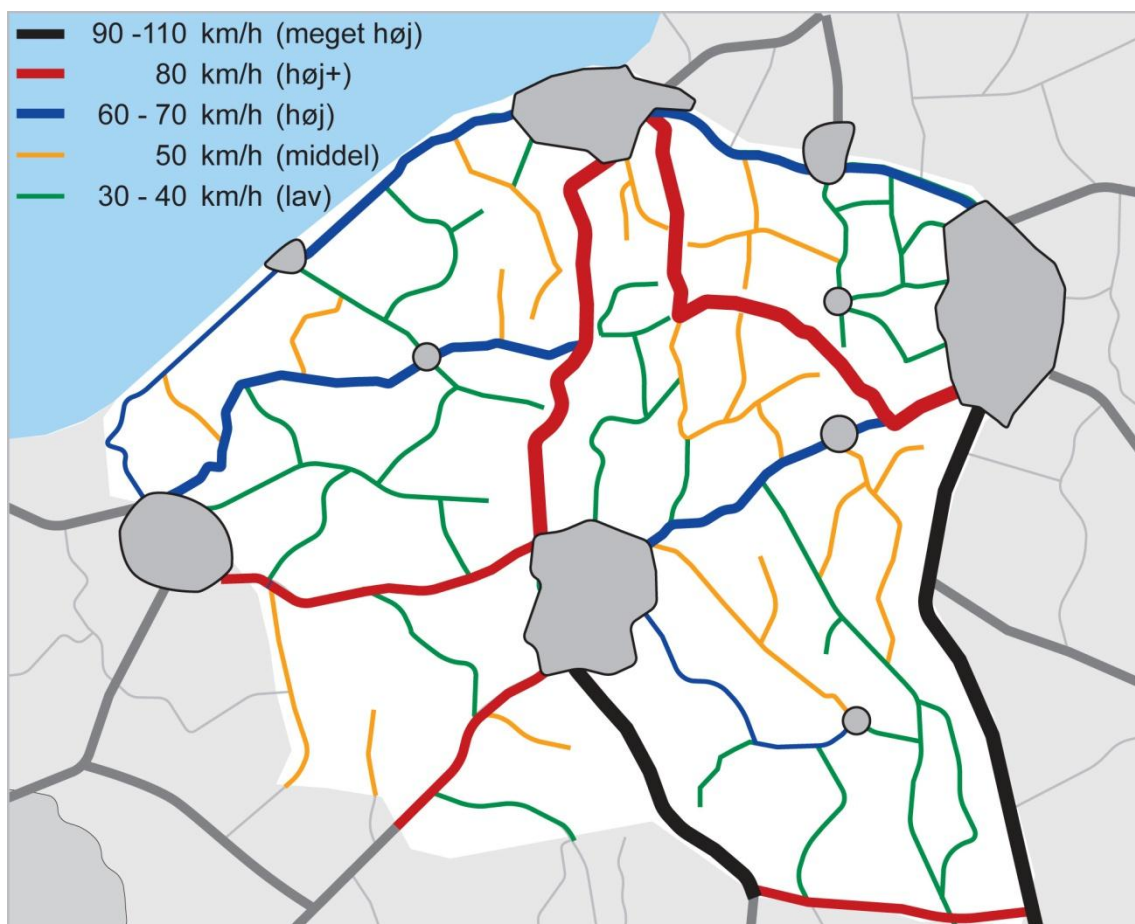 90 -110 km/h (meget høj)
80 km/h (høj+)
60 - 70 km/h (høj)
50 km/h (middel)
30 - 40 km/h (lav)